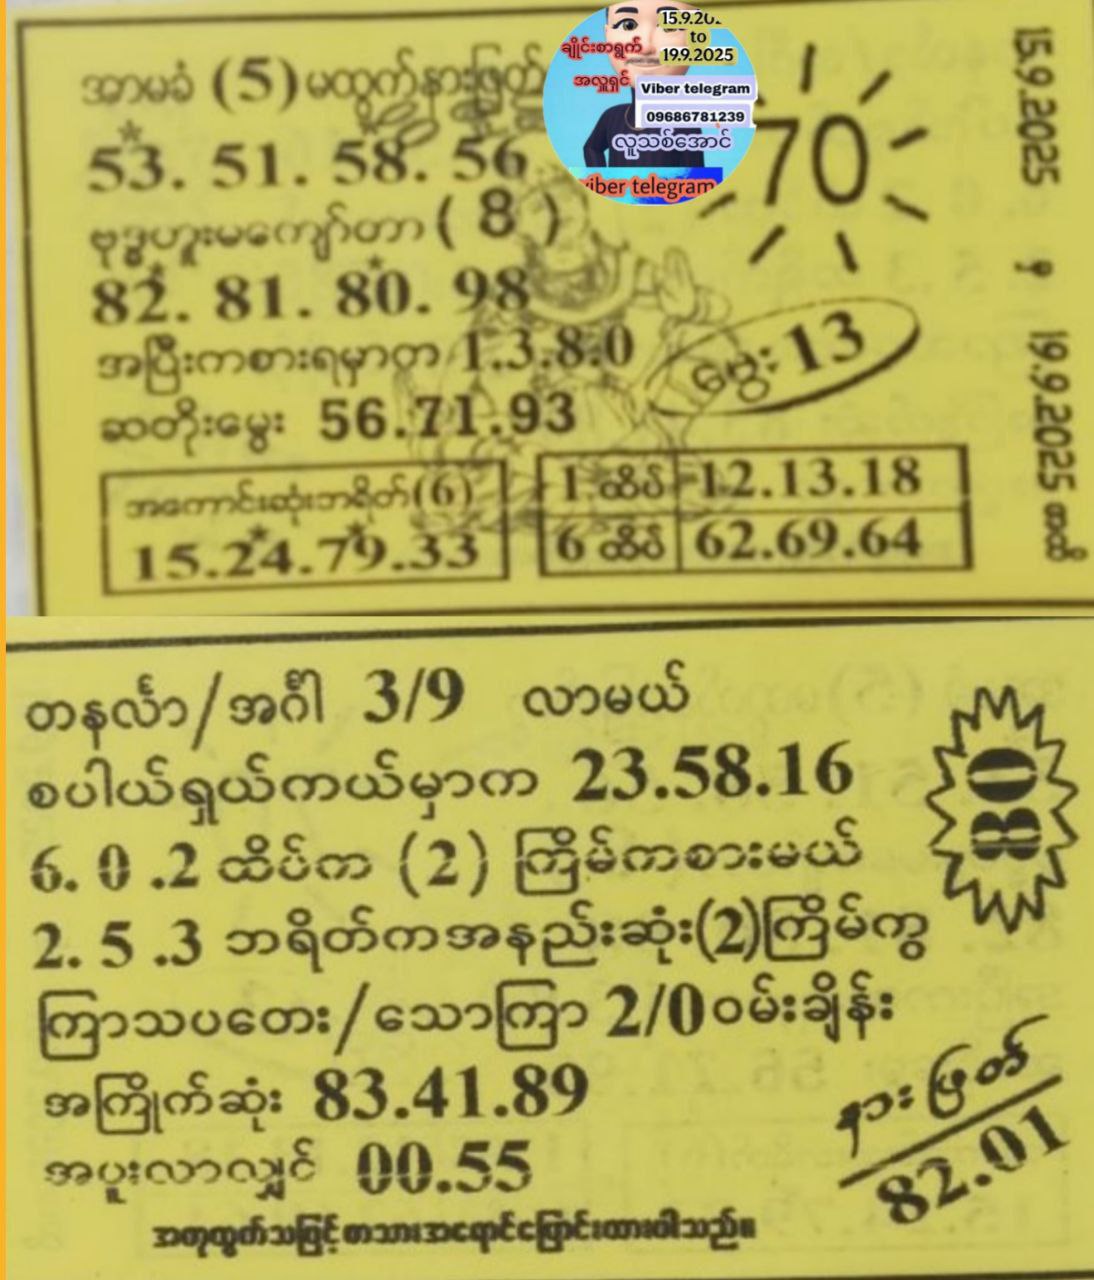 အာမခံ (5) မထွက်နားဖြတ်
53. 51. 58. 56
ဗုဒ္ဓဟူးမကျော်တာ ( 8 )
82. 81. 80. 98
အပြီးကစားရမှာတ 1.3.8.0
ဆတိုးမွေး 56.71.93
အကောင်းဆုံးဘရိတ်(6)
15.24.79.33
1 ထိပ် 12.13.18
6 ထိပ် 62.69.64
70
မွေး 13
15.9.2025 မှ 19.9.2025 ထိ
ချိုင်းစာရွက်
အလှူရှင်
15.9.20
to
19.9.2025
Viber telegram
09686781239
လူသစ်အောင်
viber telegram
တနင်္လာ/အင်္ဂါ 3/9 လာမယ်
စပါယ်ရှယ်ကယ်မှာက 23.58.16
6. 0 .2 ထိပ်က (2) ကြိမ်ကစားမယ်
2. 5 .3 ဘရိတ်ကအနည်းဆုံး(2)ကြိမ်ကွ
ကြာသပတေး/သောကြာ 2/0ဝမ်းချိန်း
အကြိုက်ဆုံး 83.41.89
အပူးလာလျှင် 00.55
80
နားဖြတ်
82.01
အတုထွက်သဖြင့်စာသားအရောင်ပြောင်းထားပါသည်။